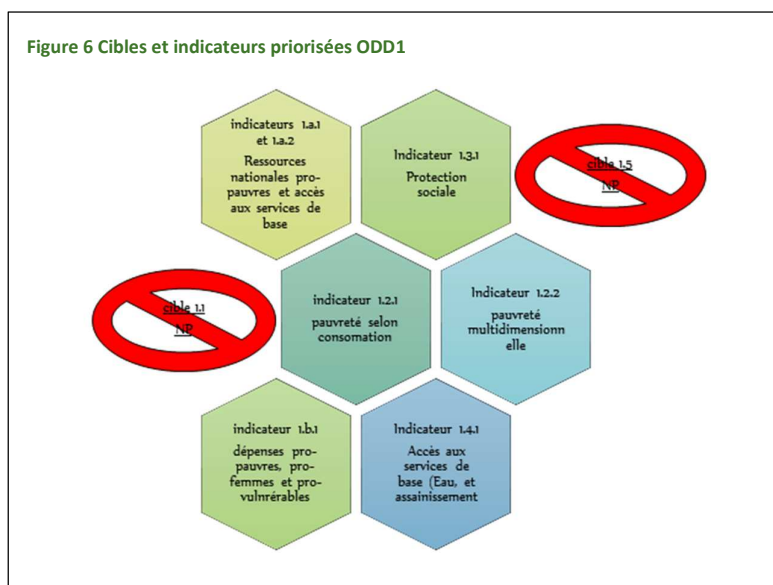 Figure 6 Cibles et indicateurs priorisées ODD1
indicateurs 1.a.1
et 1.a.2
Ressources
nationales pro-
pauvres et accès
aux services de
base
Indicateur 1.3.1
Protection
sociale
cible 1.5
NP
cible 1.1
NP
indicateur 1.2.1
pauvreté selon
consomation
Indicateur 1.2.2
pauvreté
multidimensionn
elle
indicateur 1.b.1
dépenses pro-
pauvres, pro-
femmes et pro-
vulnrérables
Indicateur 1.4.1
Accès aux
services de
base (Eau, et
assainissement